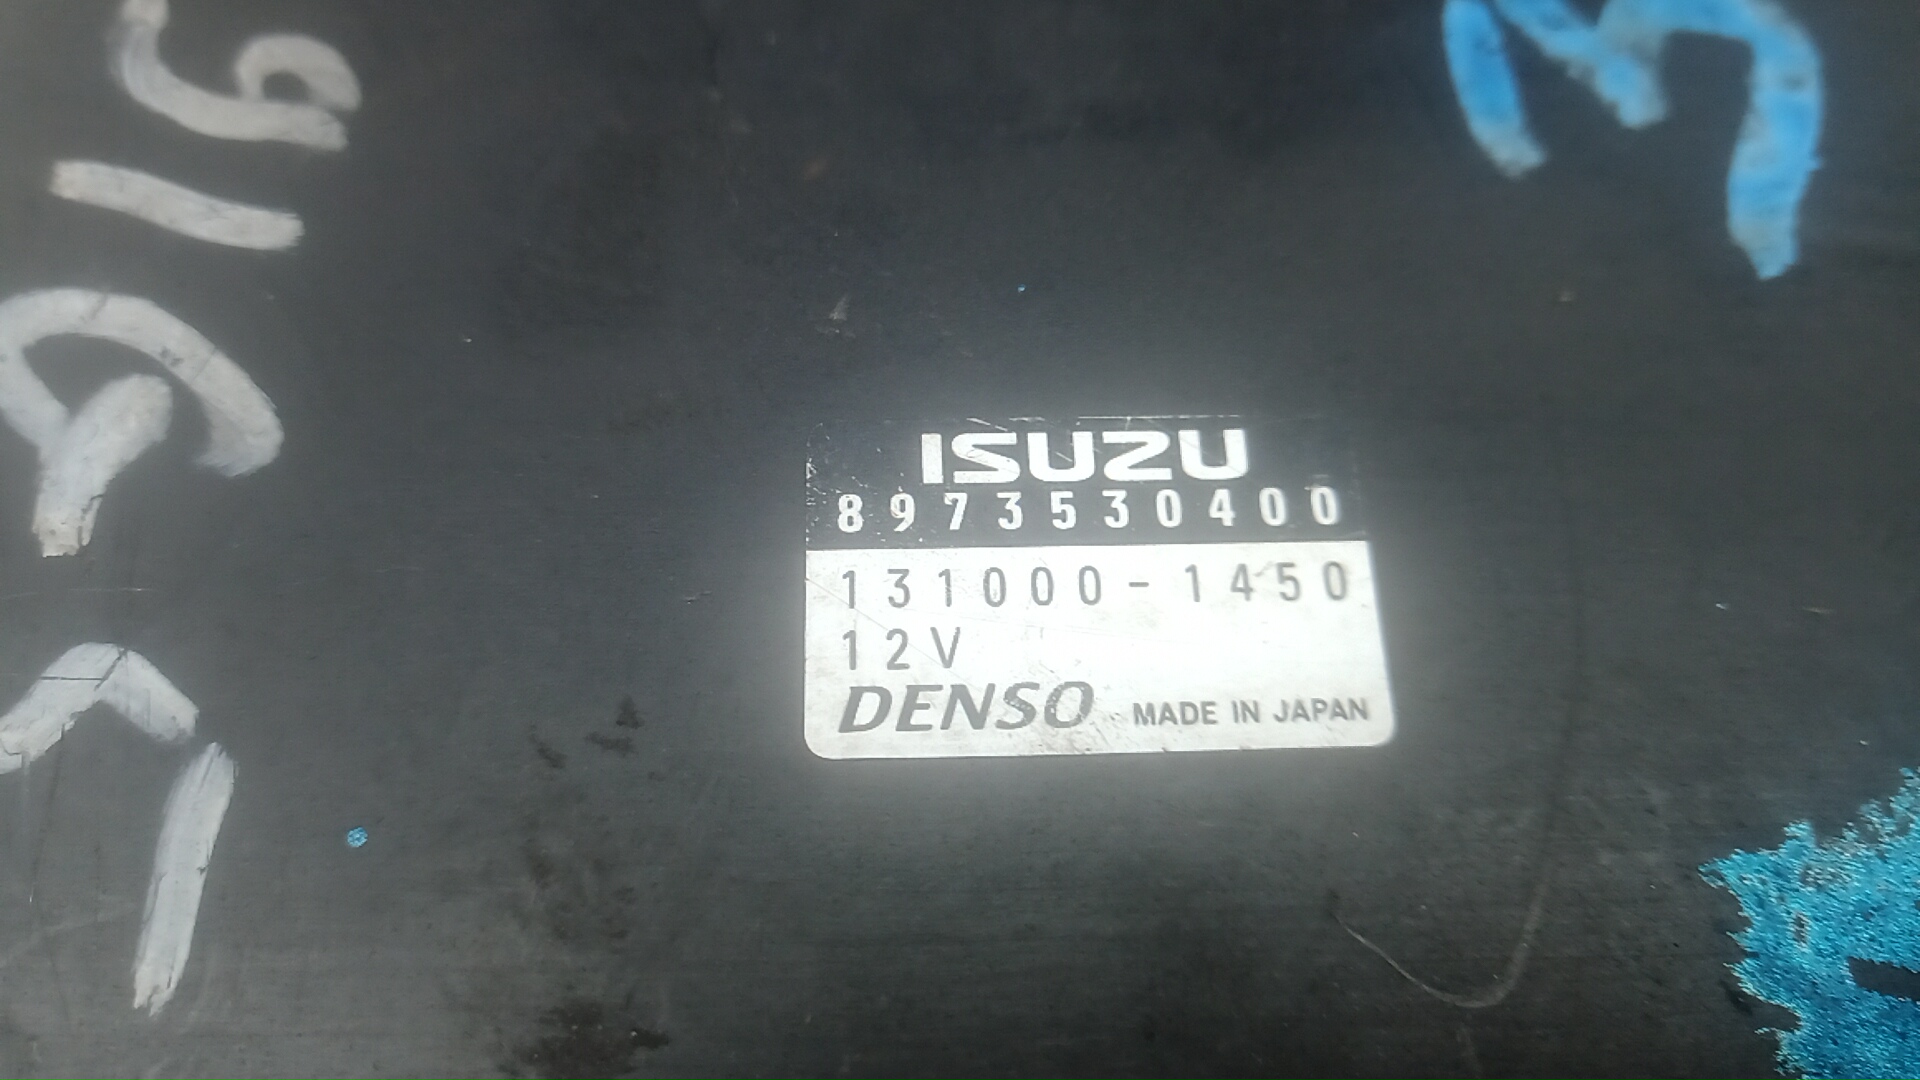 ISUZU
8973530400
131000-1450
12V
DENSO MADE IN JAPAN